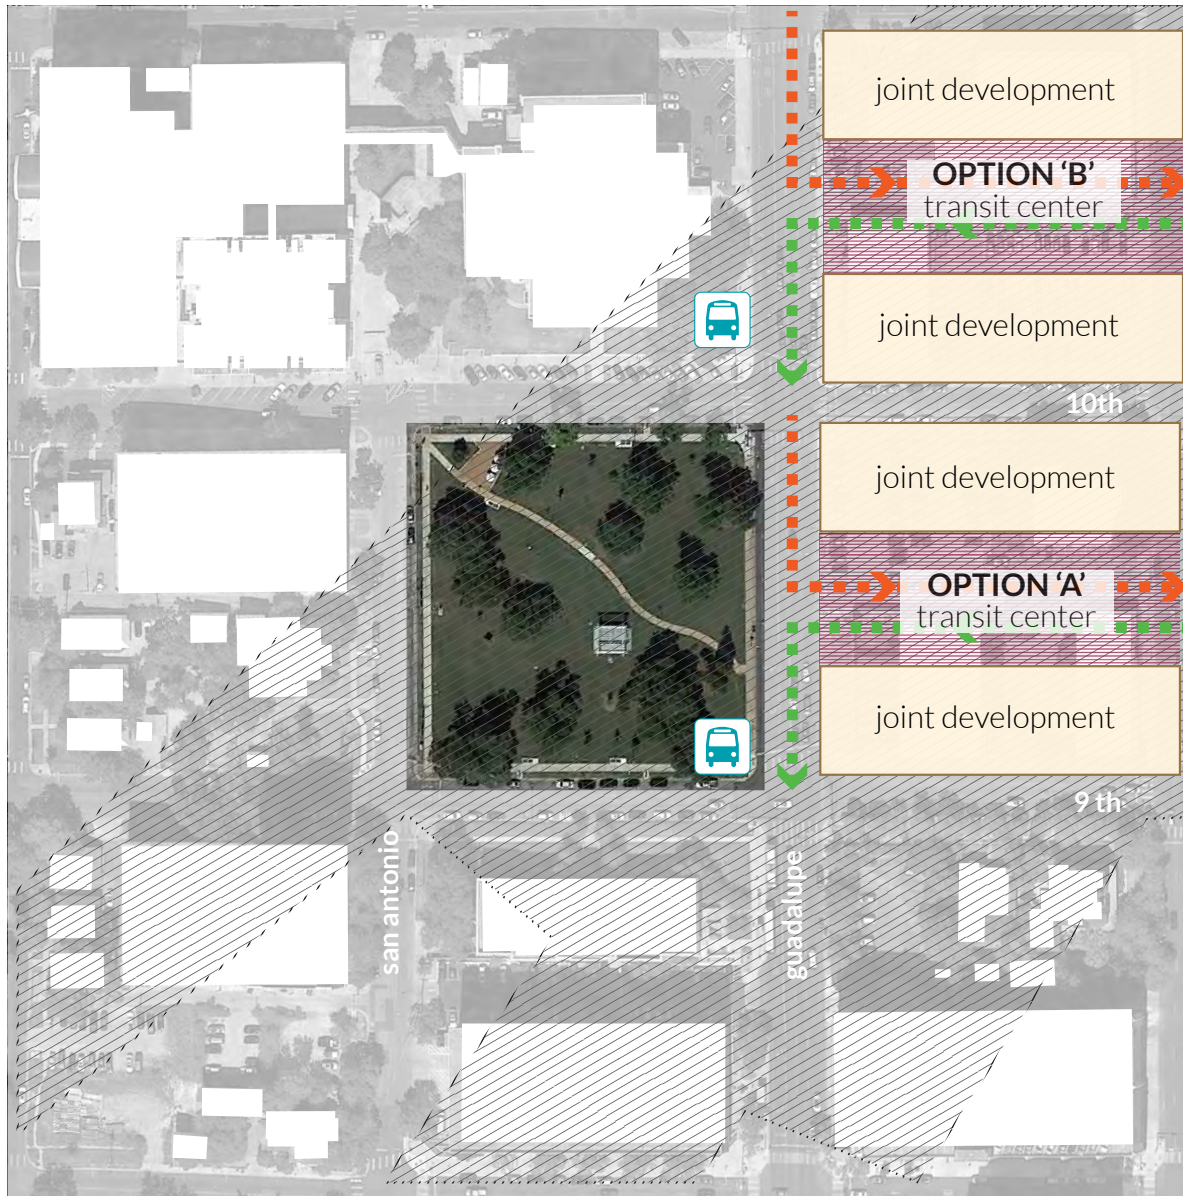 joint development
OPTION ‘B’
transit center
joint development
10th
joint development
OPTION ‘A’
transit center
joint development
9 th
san antonio
guadalupe